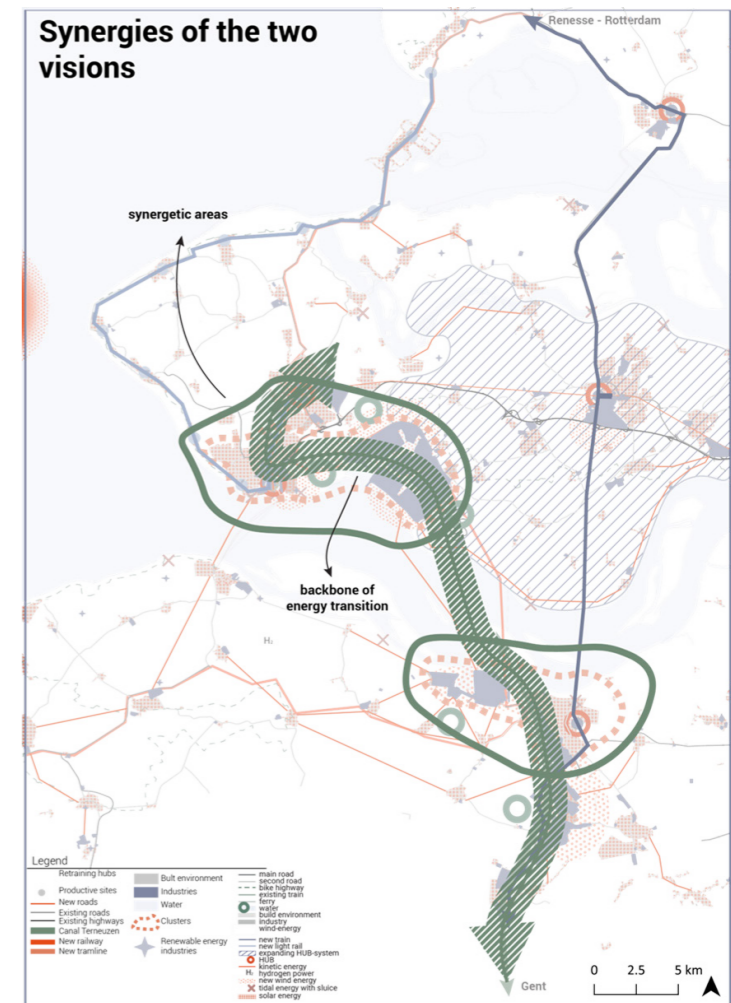 Synergies of the two
visions
Renesse - Rotterdam
synergetic areas
backbone of
energy transition
H₂
Gent
Legend
Retraining hubs
Productive sites
New roads
Existing roads
Existing highways
Canal Terneuzen
New railway
New tramline
Bult environment
Industries
Water
Clusters
Renewable energy
industries
main road
second road
bike highway
existing train
ferry
water
build environment
industry
wind-energy
new train
new light rail
expanding HUB-system
HUB
kinetic energy
H₂ hydrogen power
new wind energy
tidal energy with sluice
solar energy
0 2.5 5 km